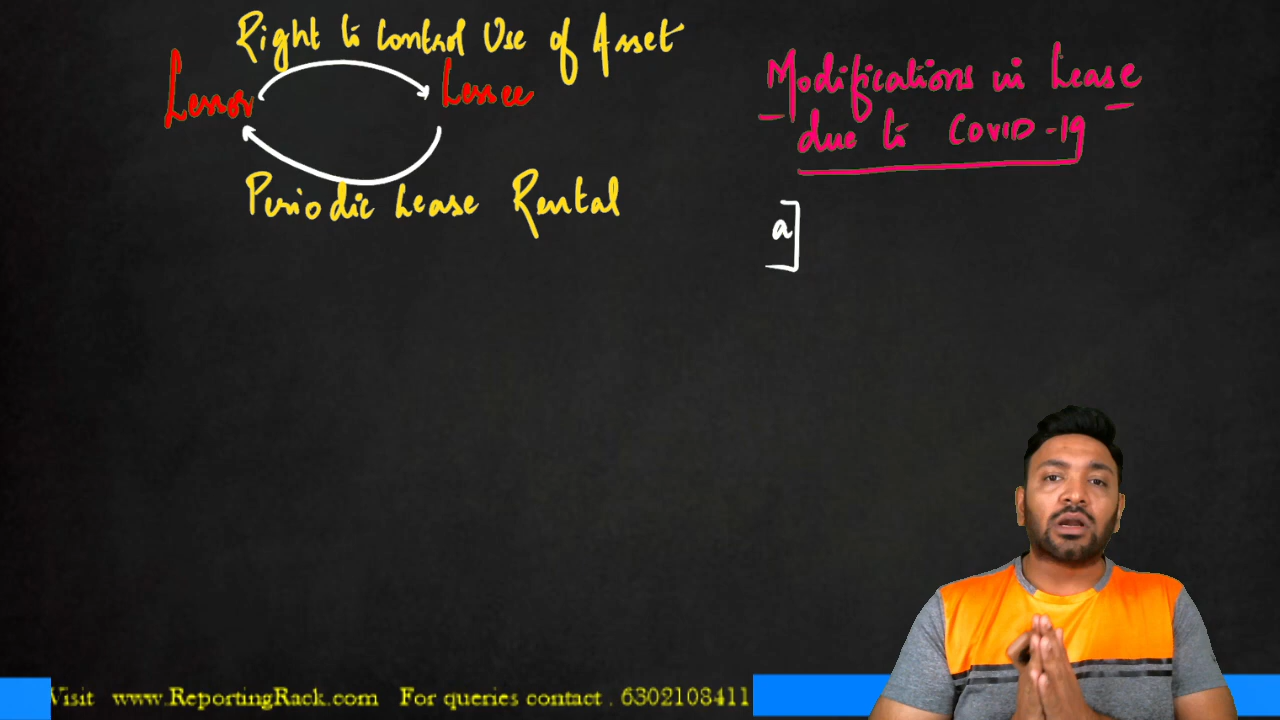 Right to Control Use of Asset
Lessor
Lessee
Periodic Lease Rental
Modifications in Lease
due to COVID-19
a]
Visit www.ReportingRack.com For queries contact . 6302108411